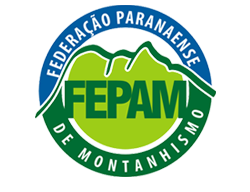 FEDERAÇÃO PARANAENSE
FEPAM
DE MONTANHISMO